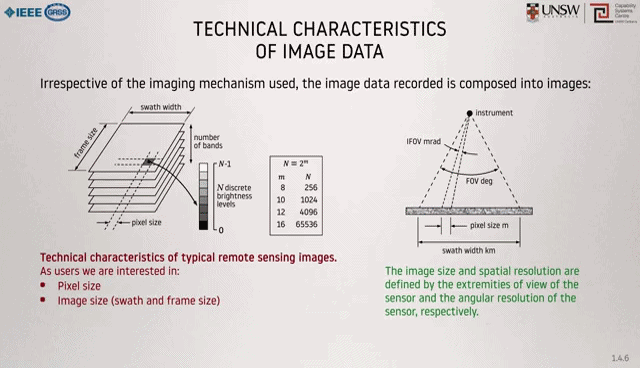 IEEE GRSS
UNSW
AUSTRALIA
Capability
Systems
Centre
TECHNICAL CHARACTERISTICS
OF IMAGE DATA
Irrespective of the imaging mechanism used, the image data recorded is composed into images:
swath width
frame size
number
of bands
N-1
N discrete
brightness
levels
0
pixel size
N = 2^m
m N
8 256
10 1024
12 4096
16 65536
instrument
IFOV mrad
FOV deg
pixel size m
swath width km
Technical characteristics of typical remote sensing images.
As users we are interested in:
• Pixel size
• Image size (swath and frame size)
The image size and spatial resolution are
defined by the extremities of view of the
sensor and the angular resolution of the
sensor, respectively.
1.4.6